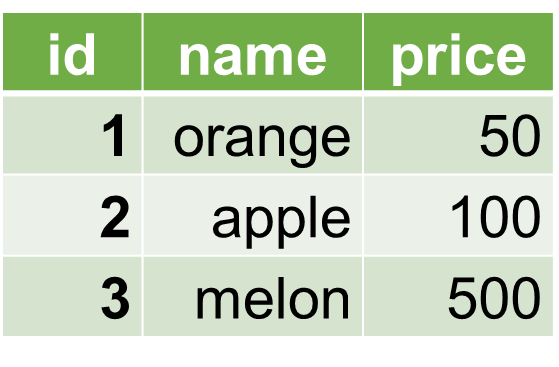 id name price
1 orange 50
2 apple 100
3 melon 500